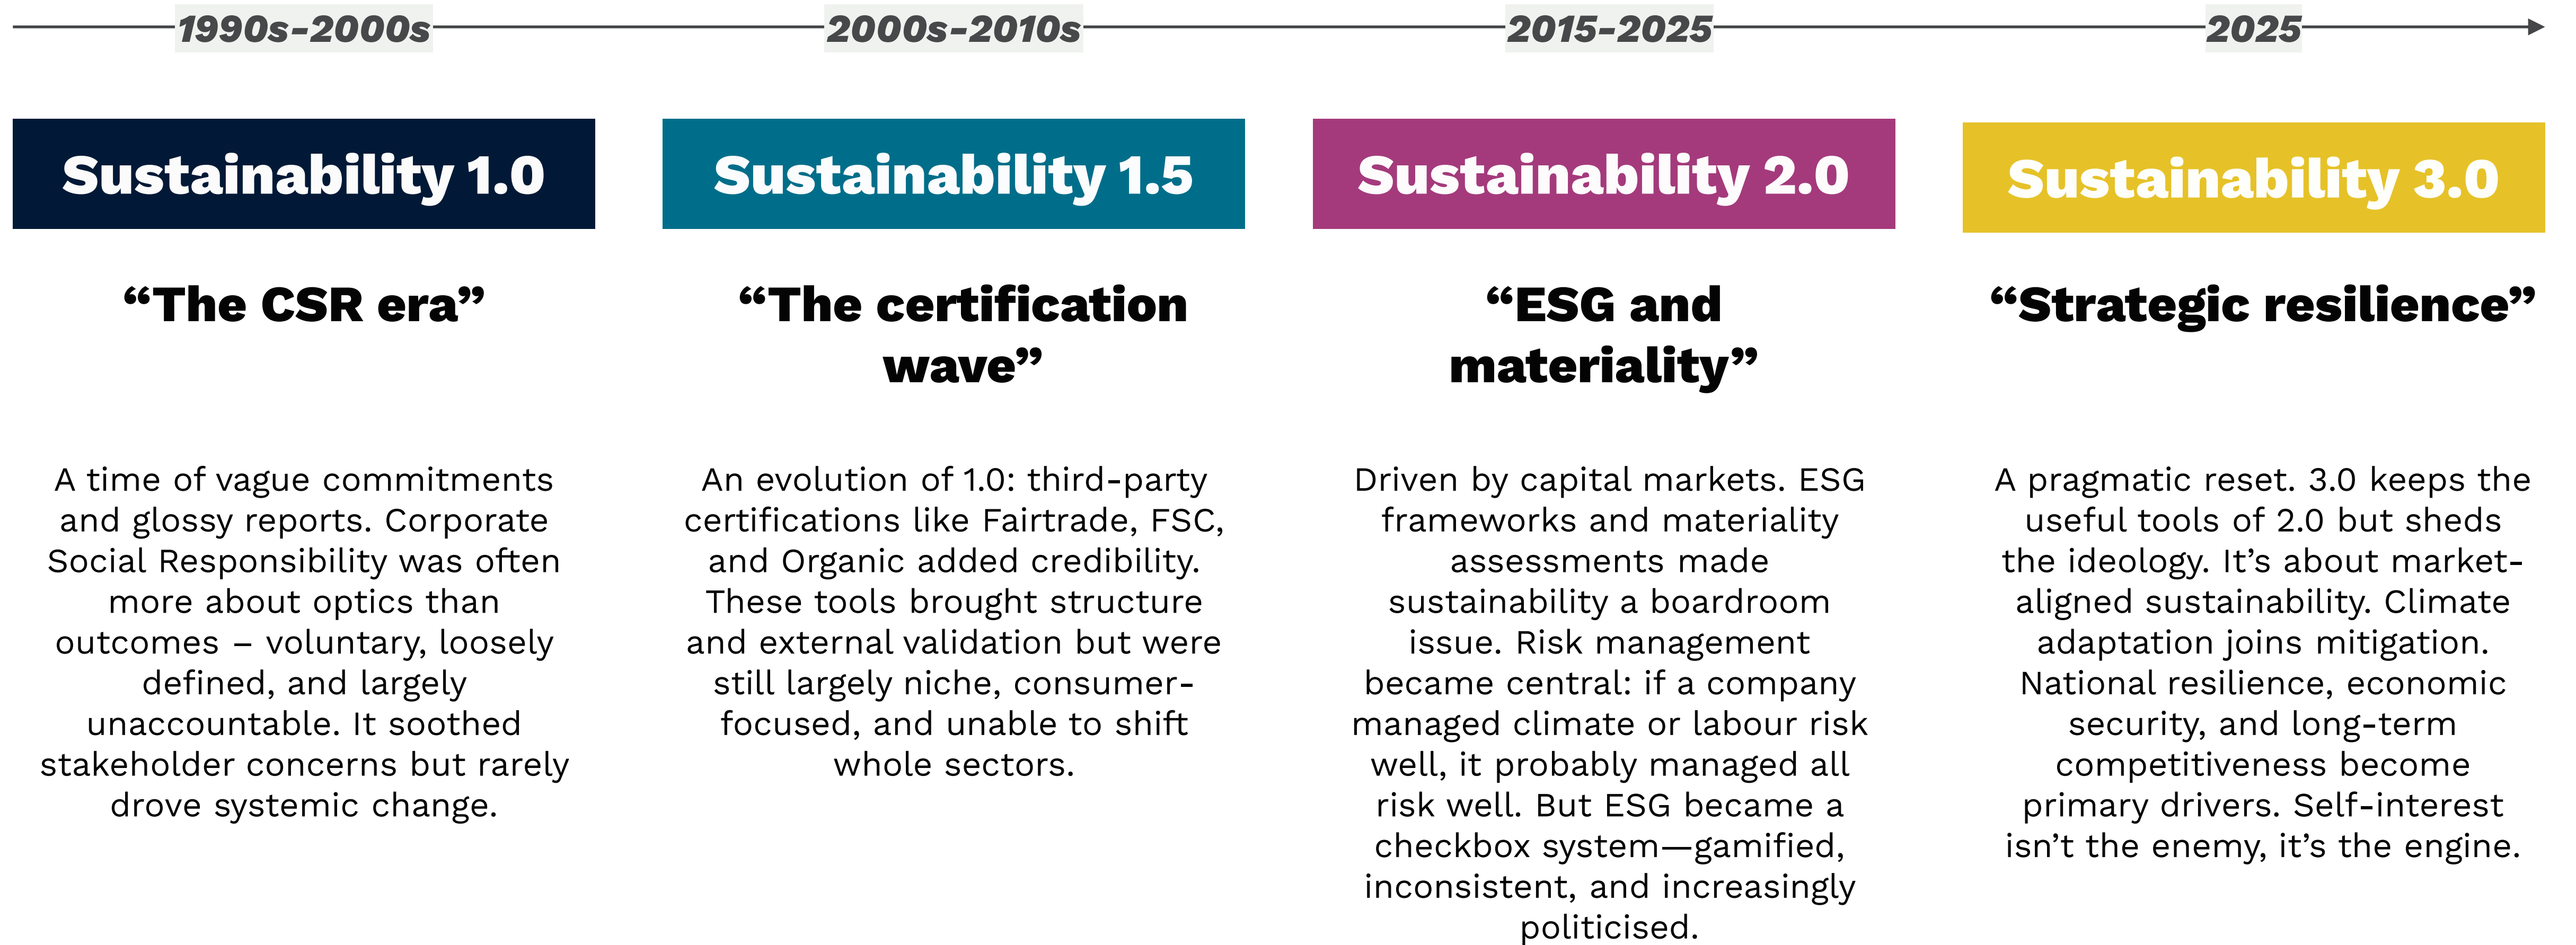 1990s-2000s
2000s-2010s
2015-2025
2025
Sustainability 1.0
“The CSR era”
A time of vague commitments
and glossy reports. Corporate
Social Responsibility was often
more about optics than
outcomes – voluntary, loosely
defined, and largely
unaccountable. It soothed
stakeholder concerns but rarely
drove systemic change.
Sustainability 1.5
“The certification
wave”
An evolution of 1.0: third-party
certifications like Fairtrade, FSC,
and Organic added credibility.
These tools brought structure
and external validation but were
still largely niche, consumer-
focused, and unable to shift
whole sectors.
Sustainability 2.0
“ESG and
materiality”
Driven by capital markets. ESG
frameworks and materiality
assessments made
sustainability a boardroom
issue. Risk management
became central: if a company
managed climate or labour risk
well, it probably managed all
risk well. But ESG became a
checkbox system—gamified,
inconsistent, and increasingly
politicised.
Sustainability 3.0
“Strategic resilience”
A pragmatic reset. 3.0 keeps the
useful tools of 2.0 but sheds
the ideology. It’s about market-
aligned sustainability. Climate
adaptation joins mitigation.
National resilience, economic
security, and long-term
competitiveness become
primary drivers. Self-interest
isn’t the enemy, it’s the engine.